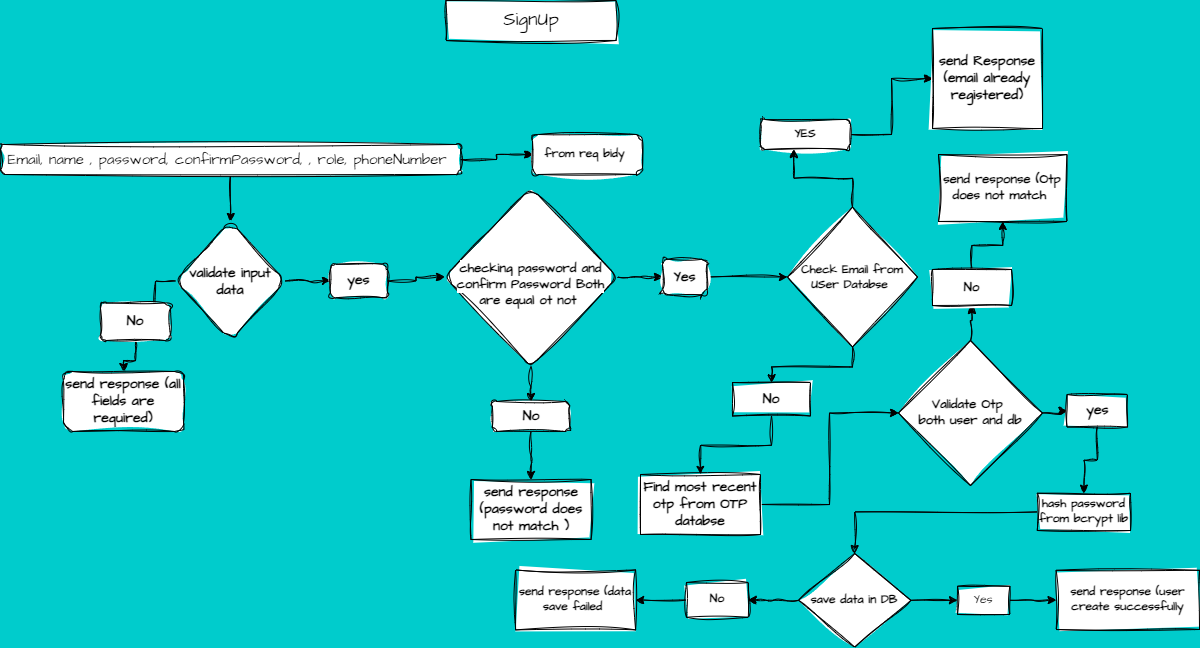 SignUp
Email, name , password, confirmPassword, , role, phoneNumber
from req bidy
validate input
data
No
send response (all
fields are
required)
yes
checking password and
confirm Password Both
are equal ot not
No
send response
(password does
not match )
Yes
Check Email from
USer Databse
YES
send Response
(email already
registered)
No
Find most recent
otp from OTP
databse
Validate Otp
both user and db
No
send response (Otp
does not match
yes
hash password
from bcrypt lib
save data in DB
No
send response (data
save failed
Yes
send response (user
create successfully